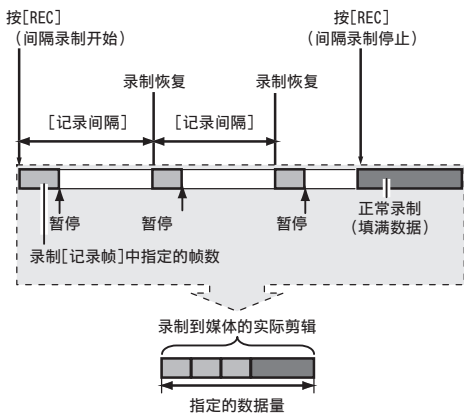 按[REC]
(间隔录制开始)
按[REC]
(间隔录制停止)
录制恢复
录制恢复
[记录间隔]
[记录间隔]
暂停
暂停
暂停
正常录制
(填满数据)
录制[记录帧]中指定的帧数
录制到媒体的实际剪辑
指定的数据量